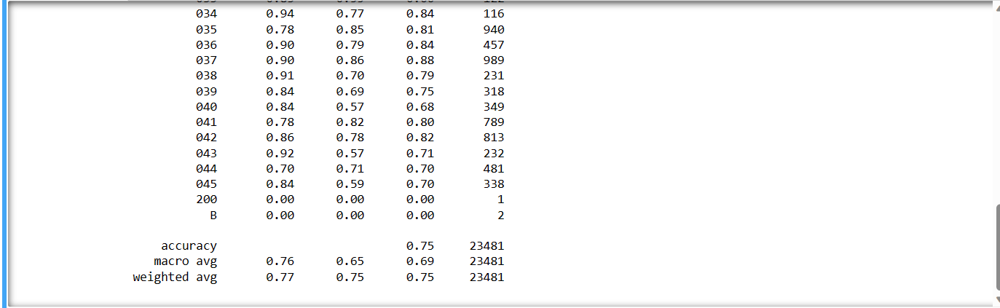 034 0.94 0.77 0.84 116
035 0.78 0.85 0.81 940
036 0.90 0.79 0.84 457
037 0.90 0.86 0.88 989
038 0.91 0.70 0.79 231
039 0.84 0.69 0.75 318
040 0.84 0.57 0.68 349
041 0.78 0.82 0.80 789
042 0.86 0.78 0.82 813
043 0.92 0.57 0.71 232
044 0.70 0.71 0.70 481
045 0.84 0.59 0.70 338
200 0.00 0.00 0.00 1
B 0.00 0.00 0.00 2
accuracy 0.75 23481
macro avg 0.76 0.65 0.69 23481
weighted avg 0.77 0.75 0.75 23481